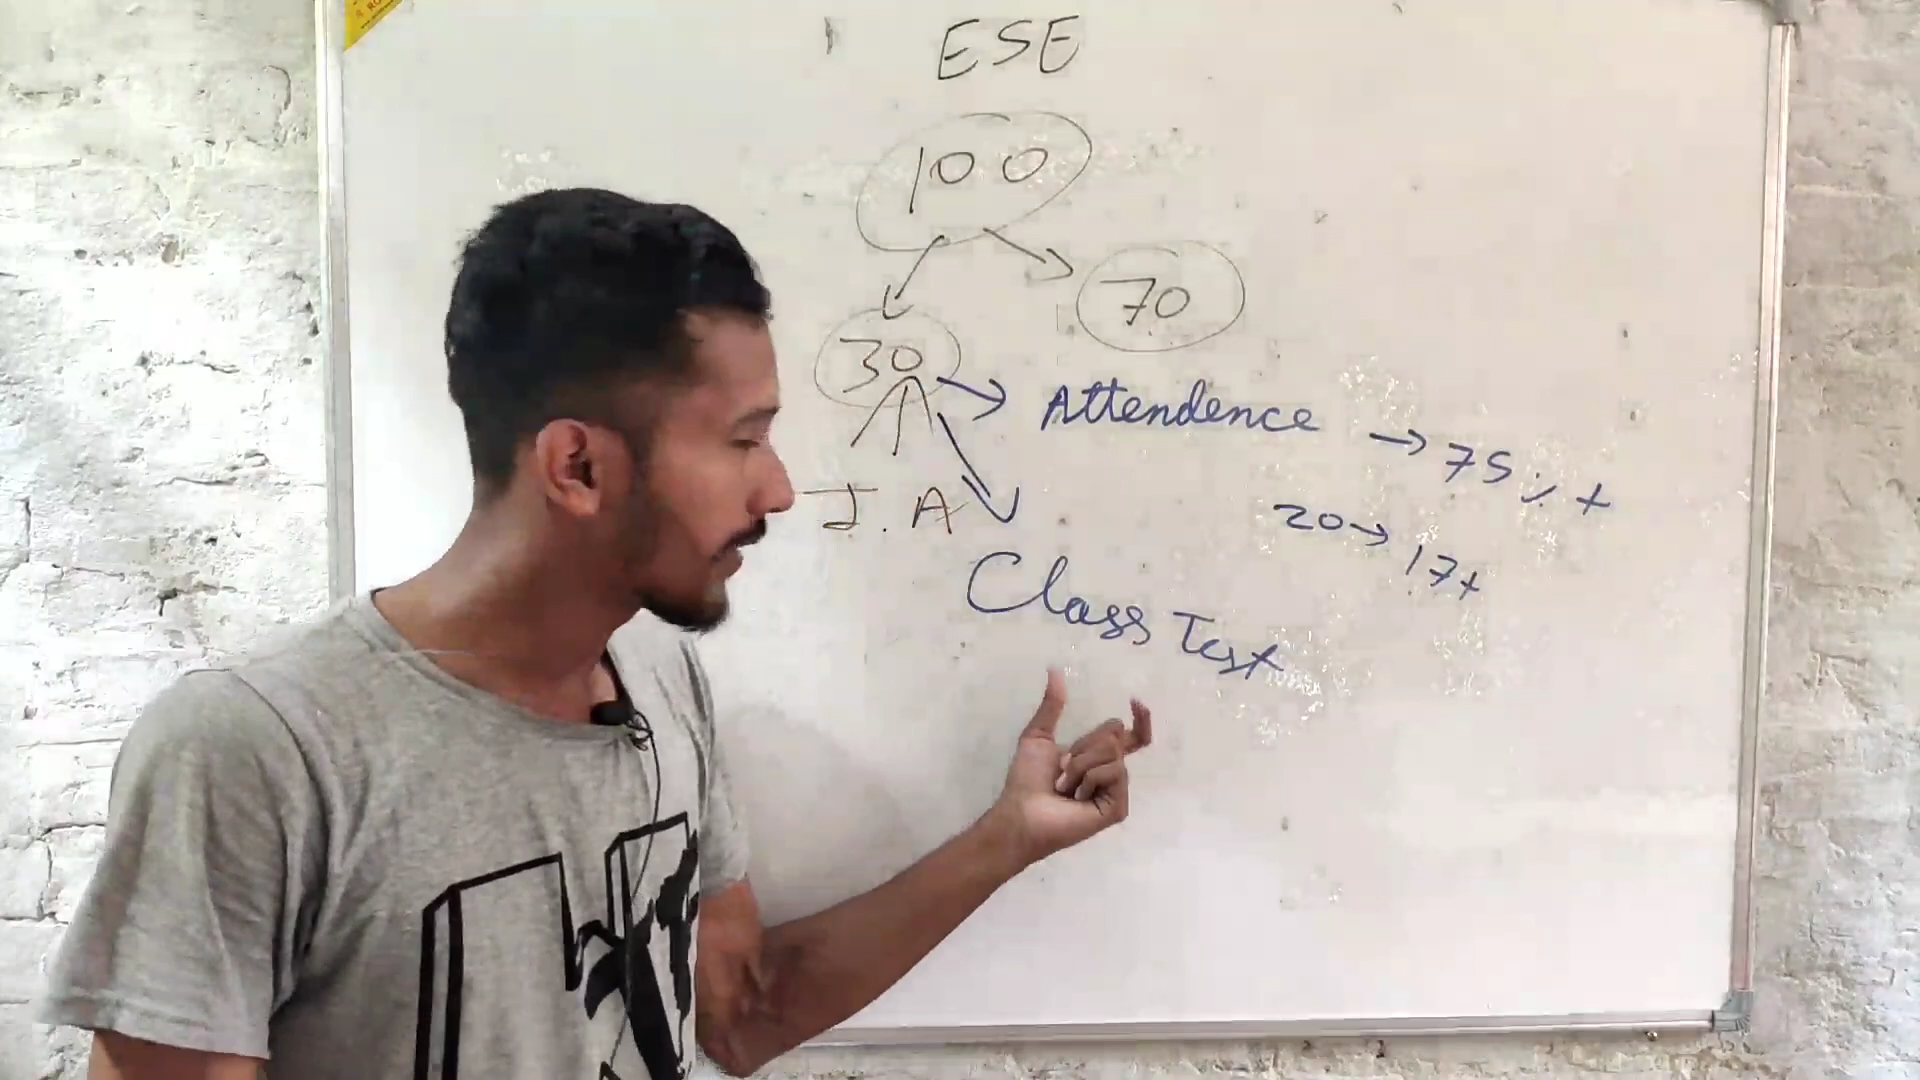 ESE
100
70
30
Attendence → 75% +
I.A
20 → 17+
Class Test